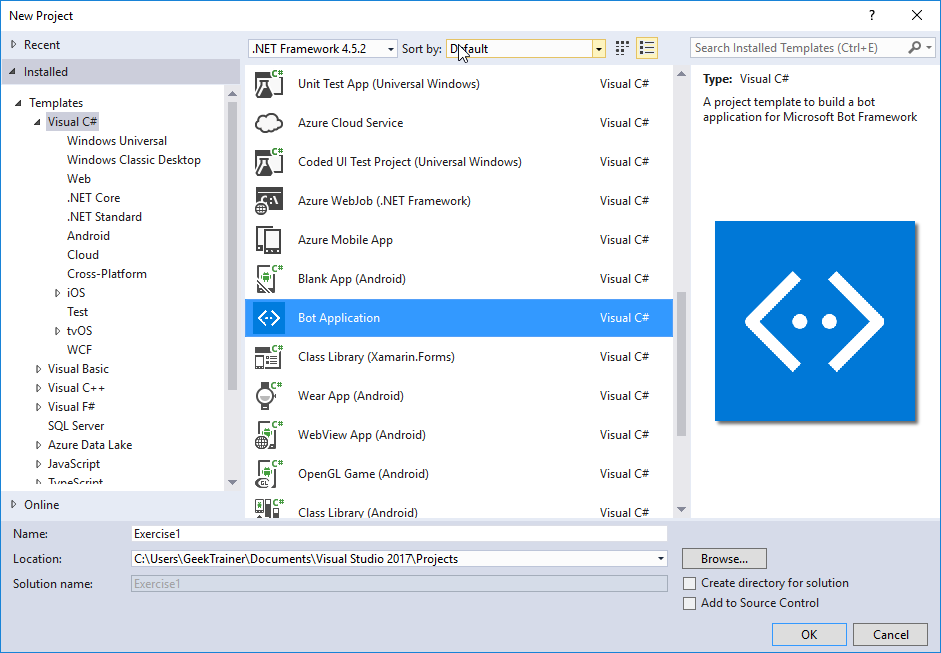 New Project
Recent
.NET Framework 4.5.2 Sort by: Default
Search Installed Templates (Ctrl+E)
Installed
Templates
Visual C#
Windows Universal
Windows Classic Desktop
Web
.NET Core
.NET Standard
Android
Cloud
Cross-Platform
iOS
Test
tvOS
WCF
Visual Basic
Visual C++
Visual F#
SQL Server
Azure Data Lake
JavaScript
TypeScript
Online
Unit Test App (Universal Windows) Visual C#
Azure Cloud Service Visual C#
Coded UI Test Project (Universal Windows) Visual C#
Azure WebJob (.NET Framework) Visual C#
Azure Mobile App Visual C#
Blank App (Android) Visual C#
Bot Application Visual C#
Class Library (Xamarin.Forms) Visual C#
Wear App (Android) Visual C#
WebView App (Android) Visual C#
OpenGL Game (Android) Visual C#
Class Library (Android) Visual C#
Type: Visual C#
A project template to build a bot
application for Microsoft Bot Framework
Name: Exercise1
Location: C:\Users\GeekTrainer\Documents\Visual Studio 2017\Projects Browse...
Solution name: Exercise1
Create directory for solution
Add to Source Control
OK Cancel